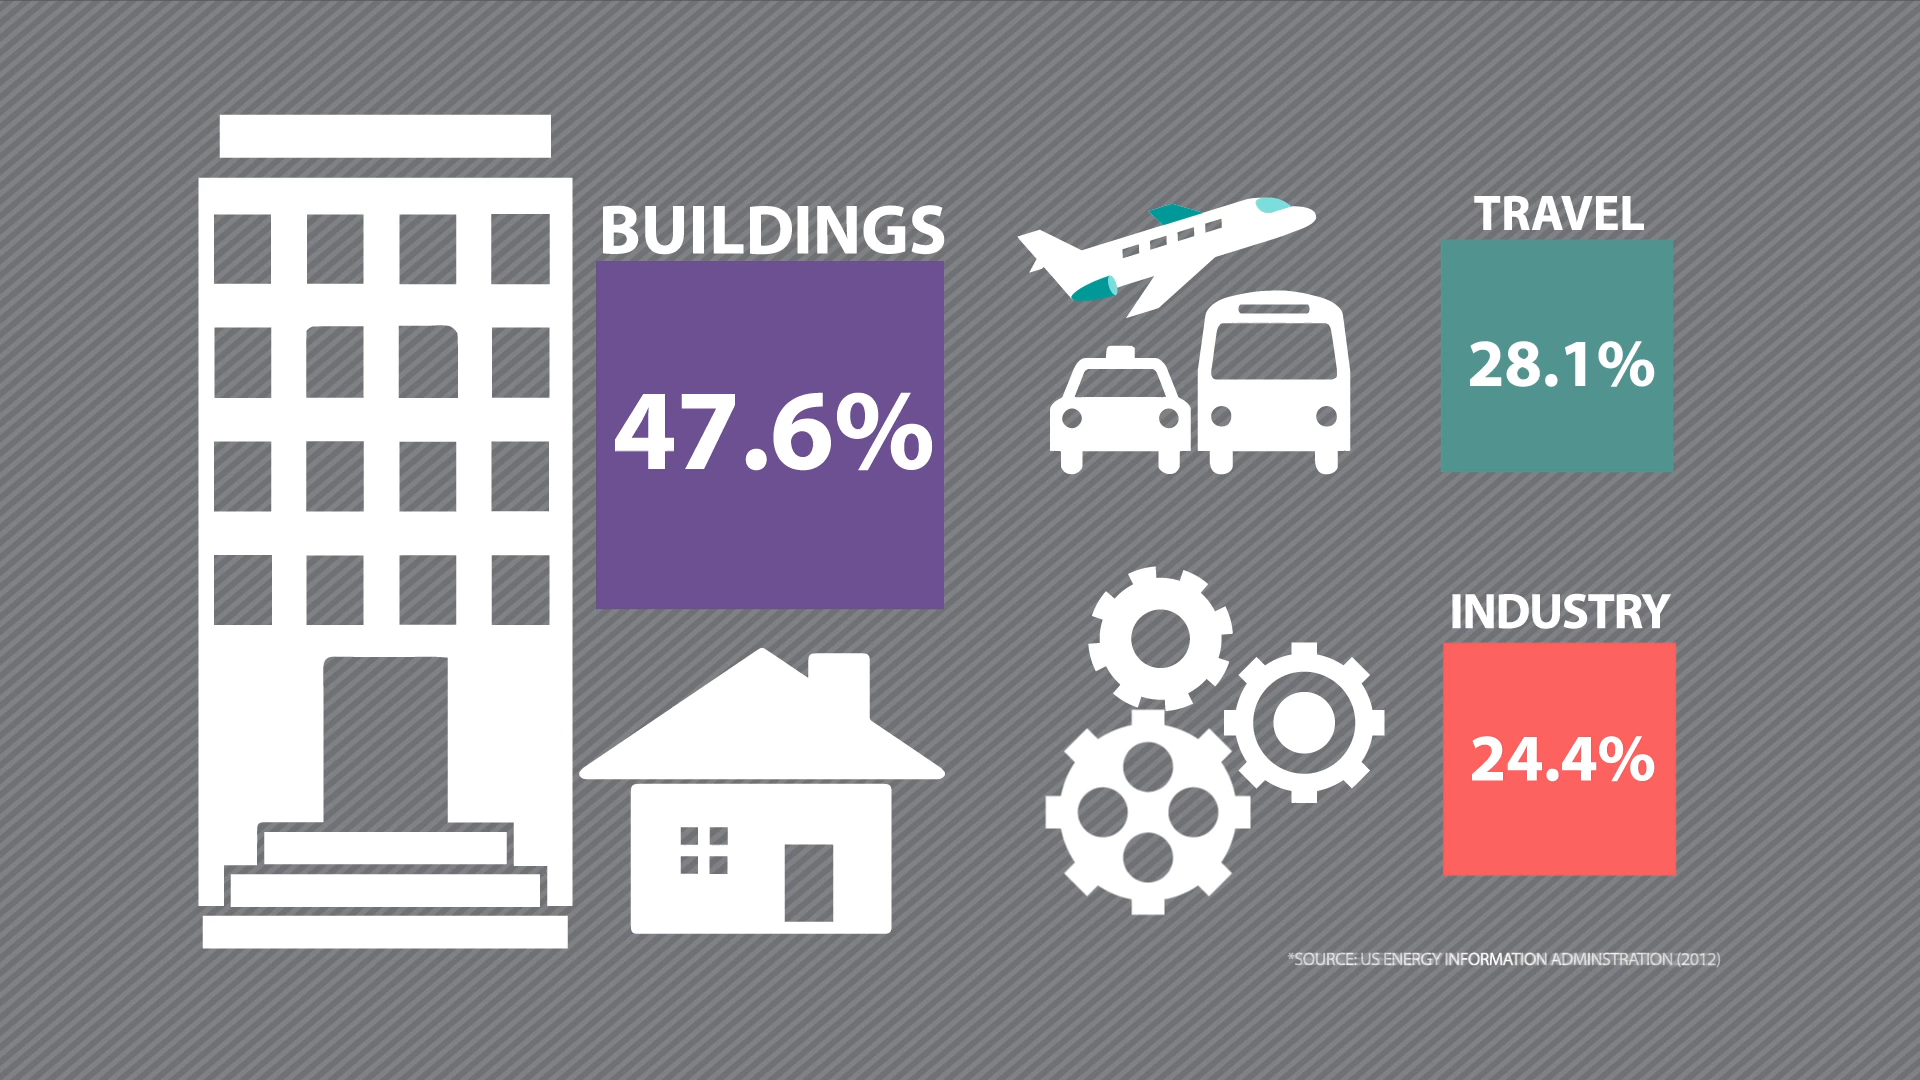 BUILDINGS
47.6%
TRAVEL
28.1%
INDUSTRY
24.4%
*SOURCE: US ENERGY INFORMATION ADMINSTRATION (2012)